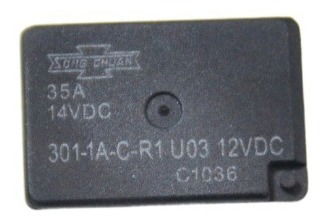 SONG CHUAN
35A
14VDC
301-1A-C-R1 U03 12VDC
C1036